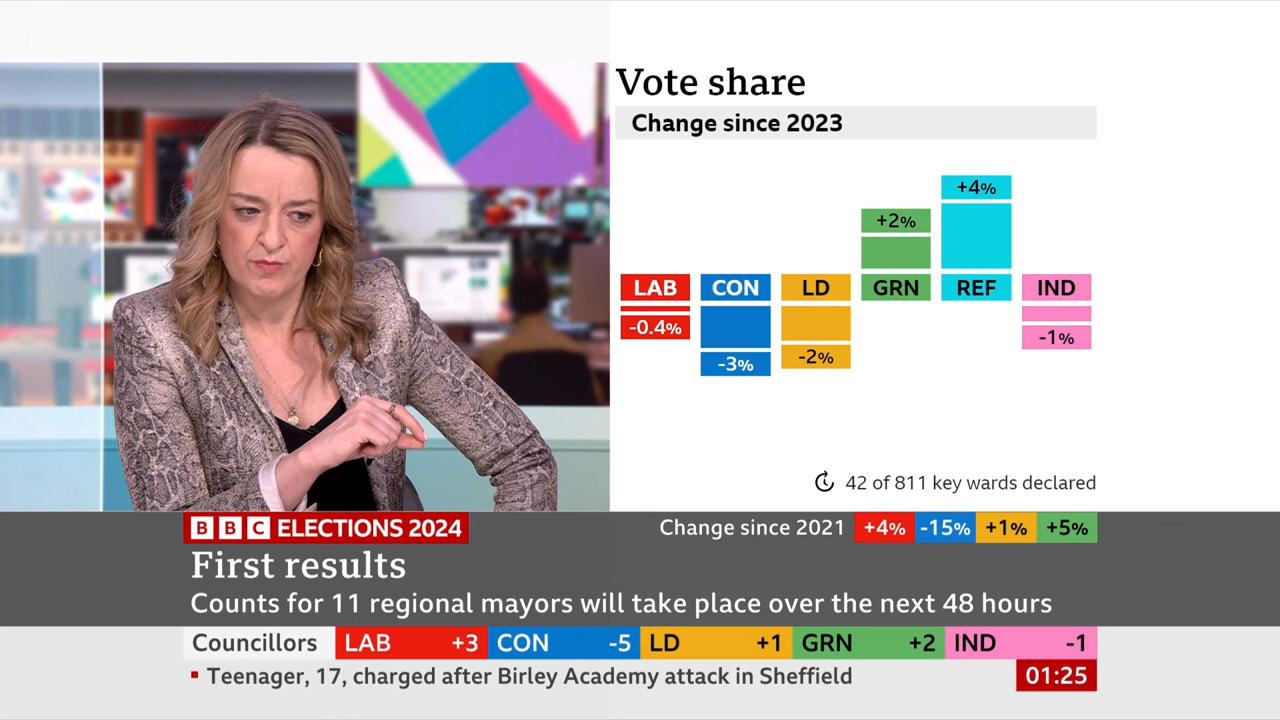 Vote share
Change since 2023
+4%
+2%
LAB CON LD GRN REF IND
-0.4%
-3%
-2%
-1%
42 of 811 key wards declared
BBC ELECTIONS 2024
Change since 2021 +4% -15% +1% +5%
First results
Counts for 11 regional mayors will take place over the next 48 hours
Councillors LAB +3 CON -5 LD +1 GRN +2 IND -1
Teenager, 17, charged after Birley Academy attack in Sheffield
01:25